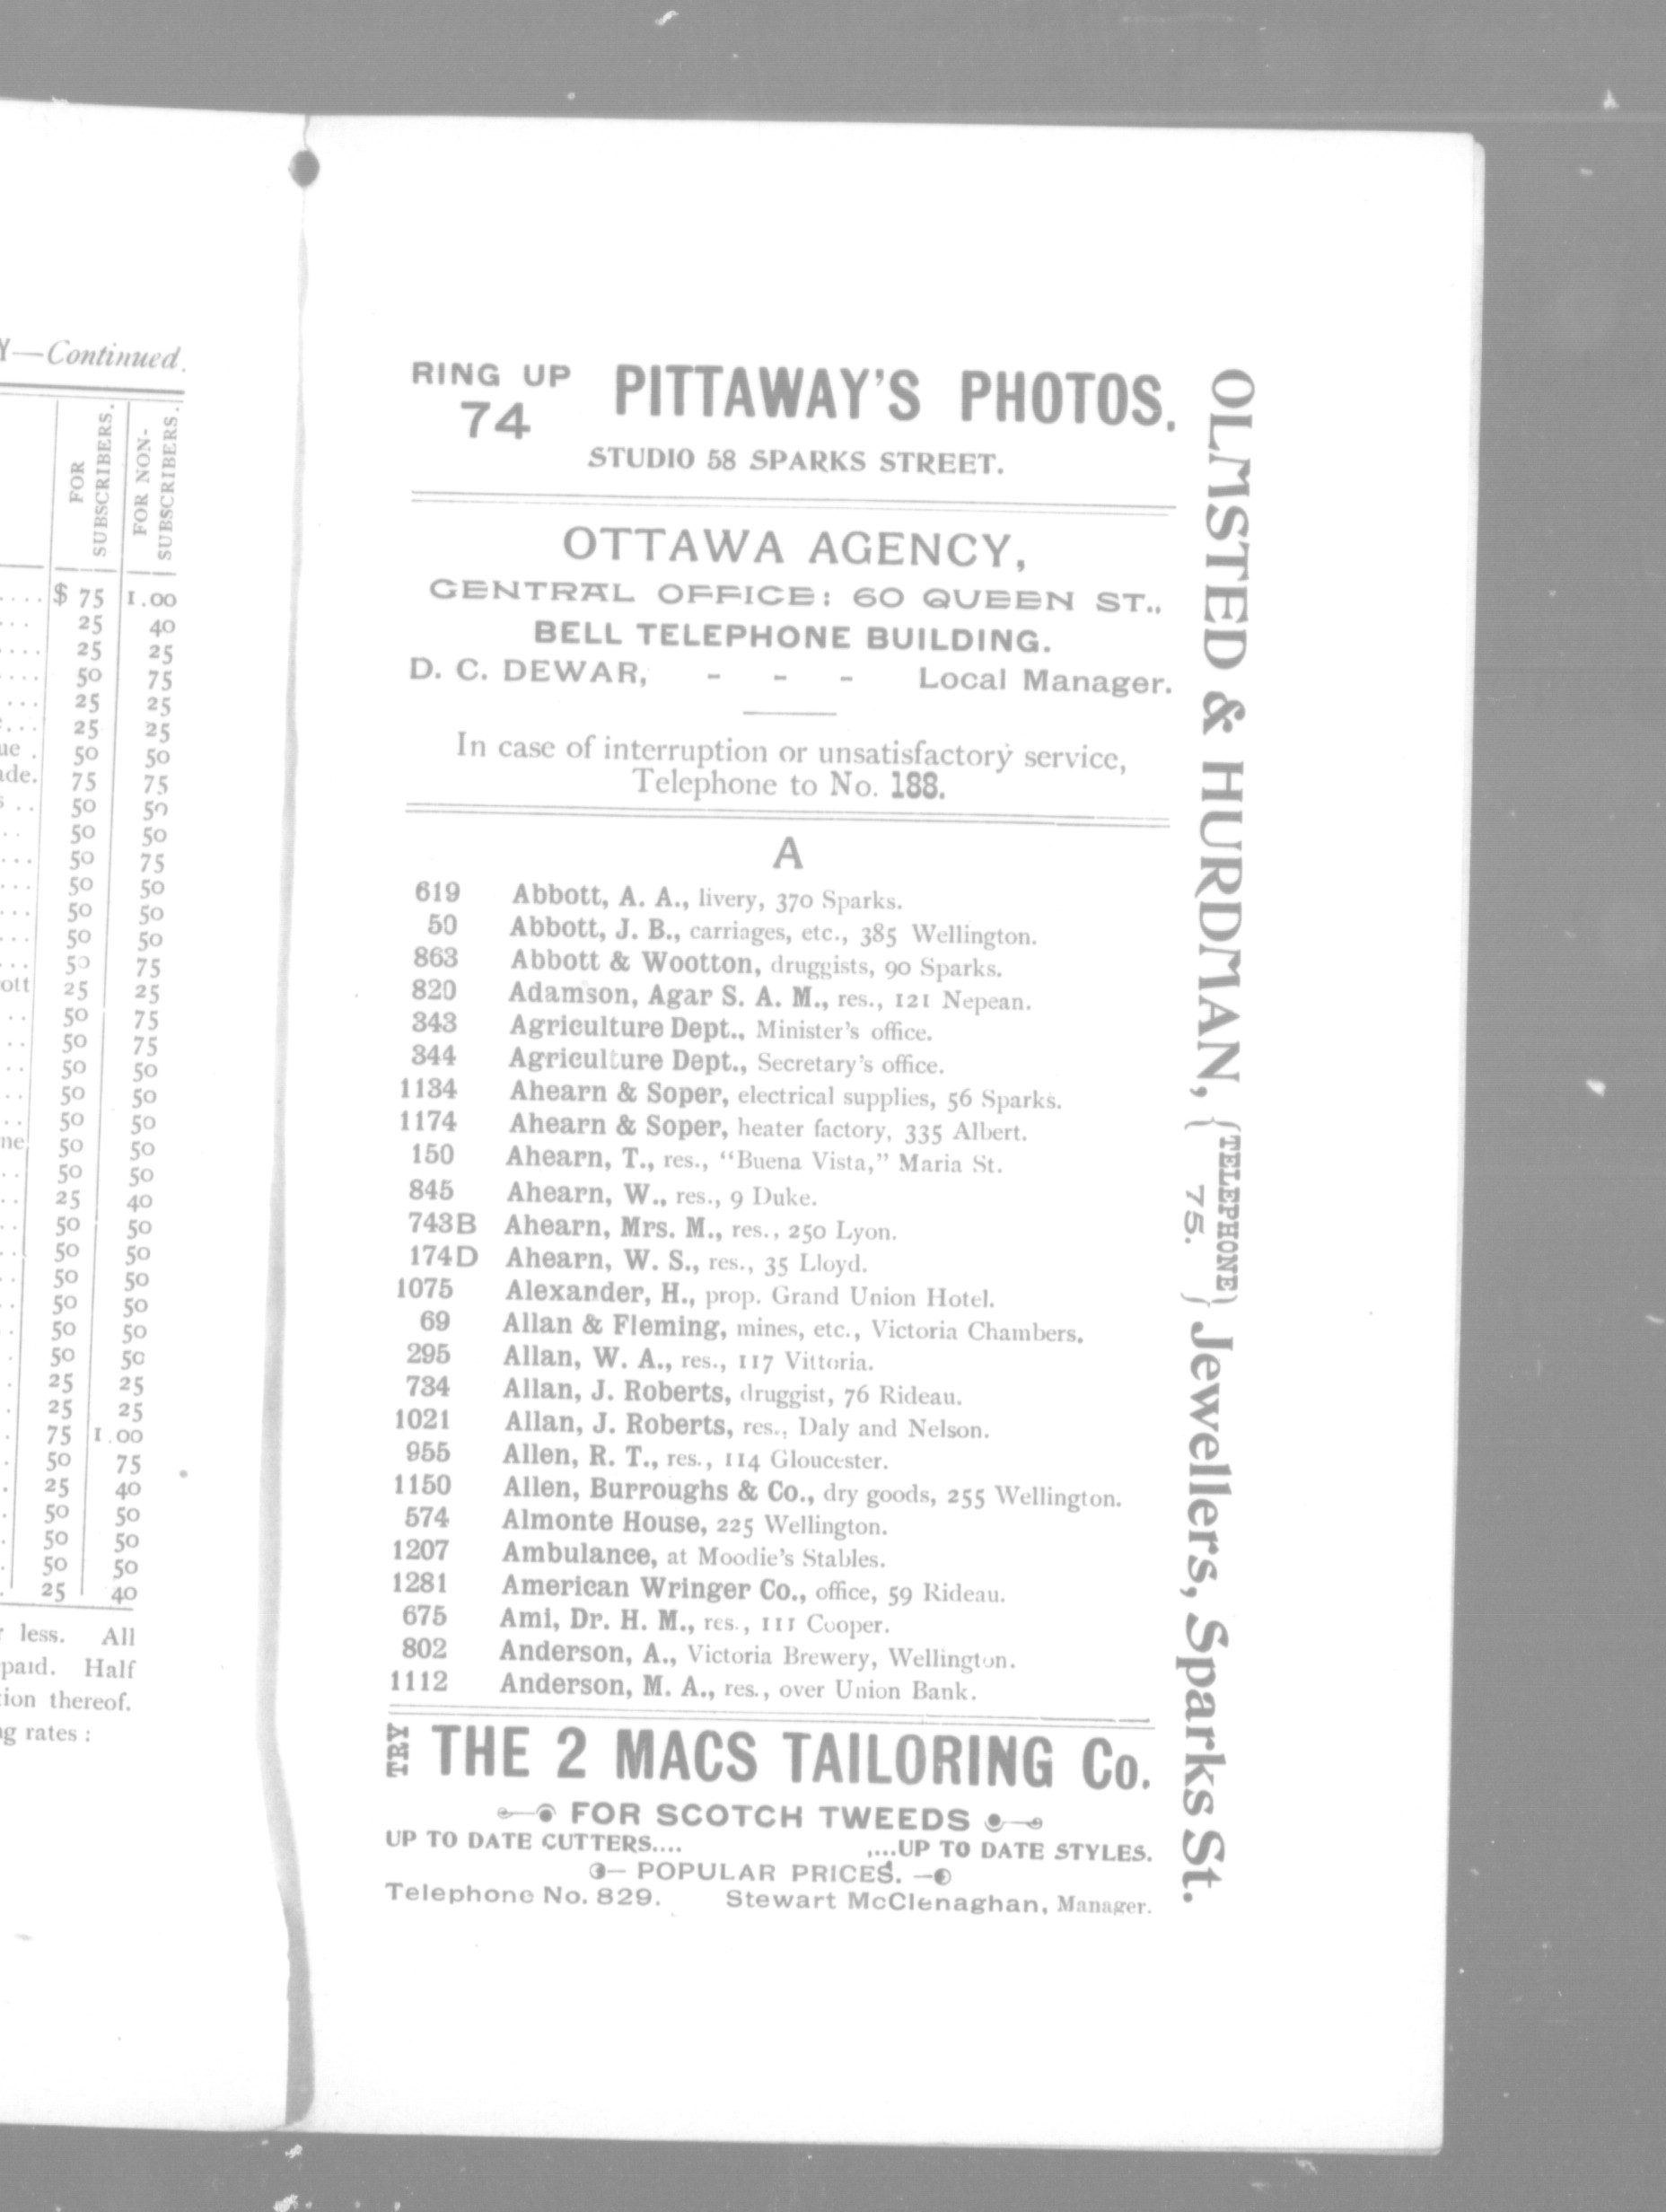 Y—Continued.
FOR SUBSCRIBERS.
FOR NON-SUBSCRIBERS.
.... $ 75 1.00
... 25 40
.... 25 25
.... 50 75
... 25 25
... 25 25
ue . 50 50
ade. 75 75
s .. 50 50
.. 50 50
... 50 75
... 50 50
... 50 50
... 50 50
... 50 75
ott 25 25
.. 50 75
.. 50 75
.. 50 50
.. 50 50
.. 50 50
ne 50 50
.. 50 50
.. 25 40
.. 50 50
.. 50 50
.. 50 50
.. 50 50
.. 50 50
. 50 50
. 25 25
. 25 25
. 75 1.00
. 50 75
. 25 40
. 50 50
. 50 50
. 50 50
. 25 40
less. All
paid. Half
ion thereof.
g rates :
RING UP 74 PITTAWAY'S PHOTOS.
STUDIO 58 SPARKS STREET.
OTTAWA AGENCY,
CENTRAL OFFICE: 60 QUEEN ST.,
BELL TELEPHONE BUILDING.
D. C. DEWAR, - - - Local Manager.
In case of interruption or unsatisfactory service,
Telephone to No. 188.
A
619 Abbott, A. A., livery, 370 Sparks.
50 Abbott, J. B., carriages, etc., 385 Wellington.
863 Abbott & Wootton, druggists, 90 Sparks.
820 Adamson, Agar S. A. M., res., 121 Nepean.
343 Agriculture Dept., Minister's office.
344 Agriculture Dept., Secretary's office.
1134 Ahearn & Soper, electrical supplies, 56 Sparks.
1174 Ahearn & Soper, heater factory, 335 Albert.
150 Ahearn, T., res., "Buena Vista," Maria St.
845 Ahearn, W., res., 9 Duke.
743B Ahearn, Mrs. M., res., 250 Lyon.
174D Ahearn, W. S., res., 35 Lloyd.
1075 Alexander, H., prop. Grand Union Hotel.
69 Allan & Fleming, mines, etc., Victoria Chambers.
295 Allan, W. A., res., 117 Vittoria.
734 Allan, J. Roberts, druggist, 76 Rideau.
1021 Allan, J. Roberts, res., Daly and Nelson.
955 Allen, R. T., res., 114 Gloucester.
1150 Allen, Burroughs & Co., dry goods, 255 Wellington.
574 Almonte House, 225 Wellington.
1207 Ambulance, at Moodie's Stables.
1281 American Wringer Co., office, 59 Rideau.
675 Ami, Dr. H. M., res., 111 Cooper.
802 Anderson, A., Victoria Brewery, Wellington.
1112 Anderson, M. A., res., over Union Bank.
TRY THE 2 MACS TAILORING Co.
FOR SCOTCH TWEEDS
UP TO DATE CUTTERS.... ....UP TO DATE STYLES.
POPULAR PRICES.
Telephone No. 829. Stewart McClenaghan, Manager.
OLMSTED & HURDMAN, {TELEPHONE 75.} Jewellers, Sparks St.